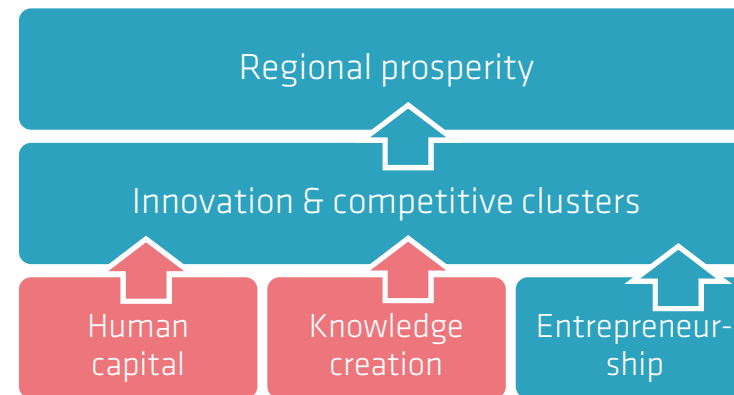 Regional prosperity
Innovation & competitive clusters
Human
capital
Knowledge
creation
Entrepreneur-
ship